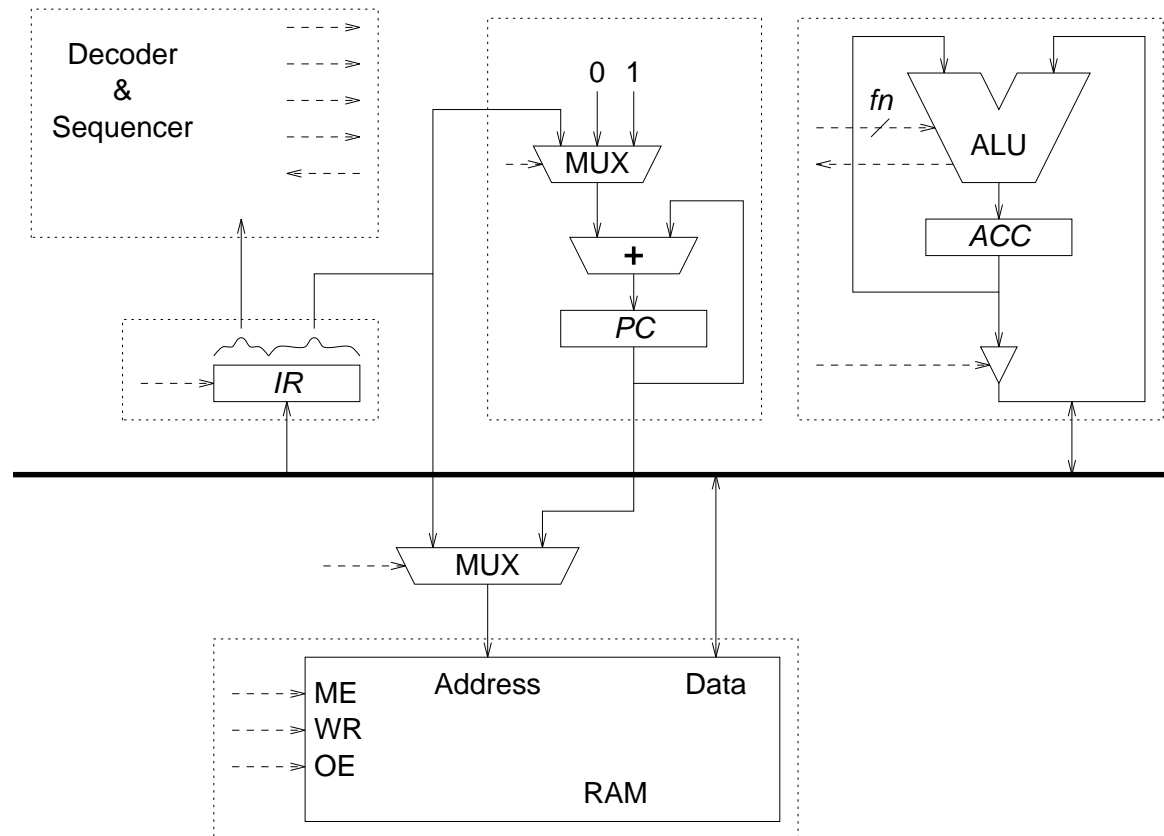 Decoder
&
Sequencer
0 1
MUX
+
PC
IR
fn
ALU
ACC
MUX
Address
Data
ME
WR
OE
RAM